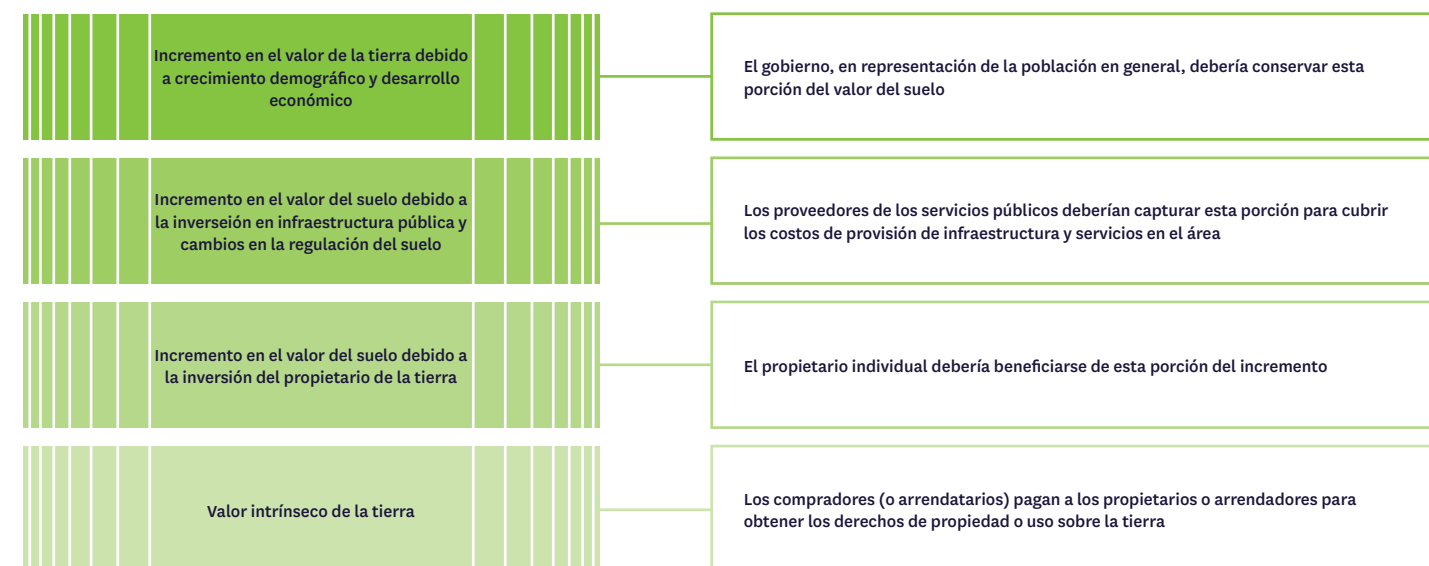 Incremento en el valor de la tierra debido
a crecimiento demográfico y desarrollo
económico
El gobierno, en representación de la población en general, debería conservar esta
porción del valor del suelo
Incremento en el valor del suelo debido a
la inverseión en infraestructura pública y
cambios en la regulación del suelo
Los proveedores de los servicios públicos deberían capturar esta porción para cubrir
los costos de provisión de infraestructura y servicios en el área
Incremento en el valor del suelo debido a
la inversión del propietario de la tierra
El propietario individual debería beneficiarse de esta porción del incremento
Valor intrínseco de la tierra
Los compradores (o arrendatarios) pagan a los propietarios o arrendadores para
obtener los derechos de propiedad o uso sobre la tierra